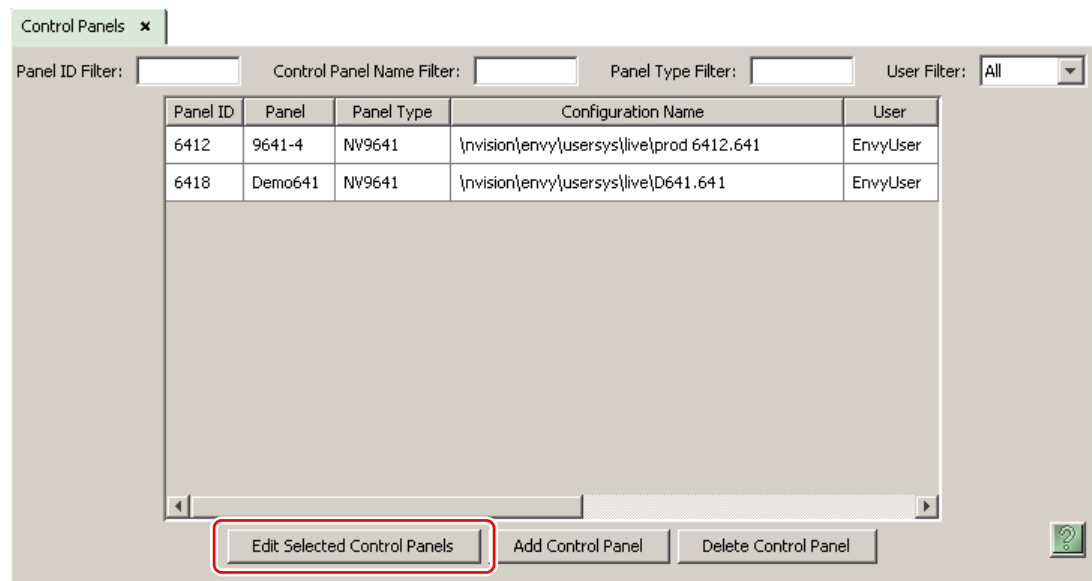 Control Panels ×
Panel ID Filter: Control Panel Name Filter: Panel Type Filter: User Filter: All
Panel ID Panel Panel Type Configuration Name User
6412 9641-4 NV9641 \nvision\envy\usersys\live\prod 6412.641 EnvyUser
6418 Demo641 NV9641 \nvision\envy\usersys\live\D641.641 EnvyUser
Edit Selected Control Panels Add Control Panel Delete Control Panel ?